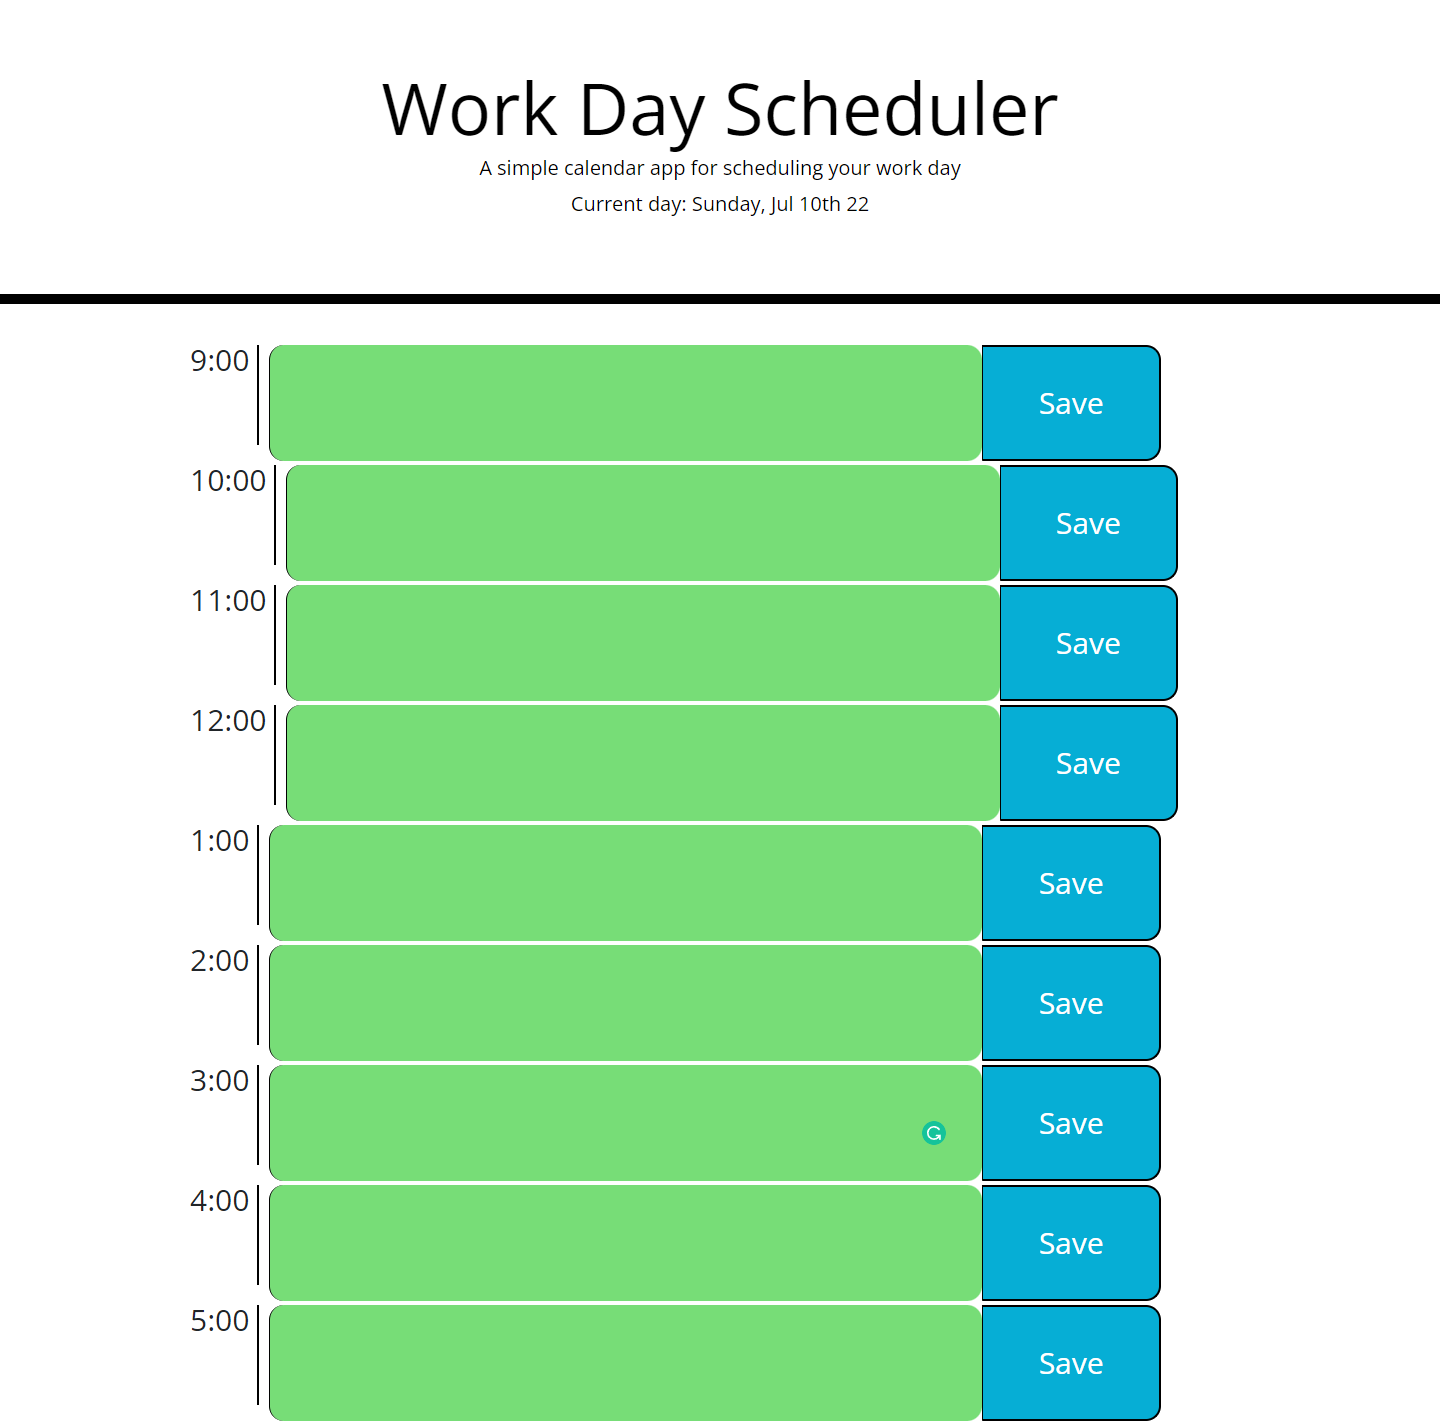 Work Day Scheduler
A simple calendar app for scheduling your work day
Current day: Sunday, Jul 10th 22
9:00 Save
10:00 Save
11:00 Save
12:00 Save
1:00 Save
2:00 Save
3:00 Save
4:00 Save
5:00 Save